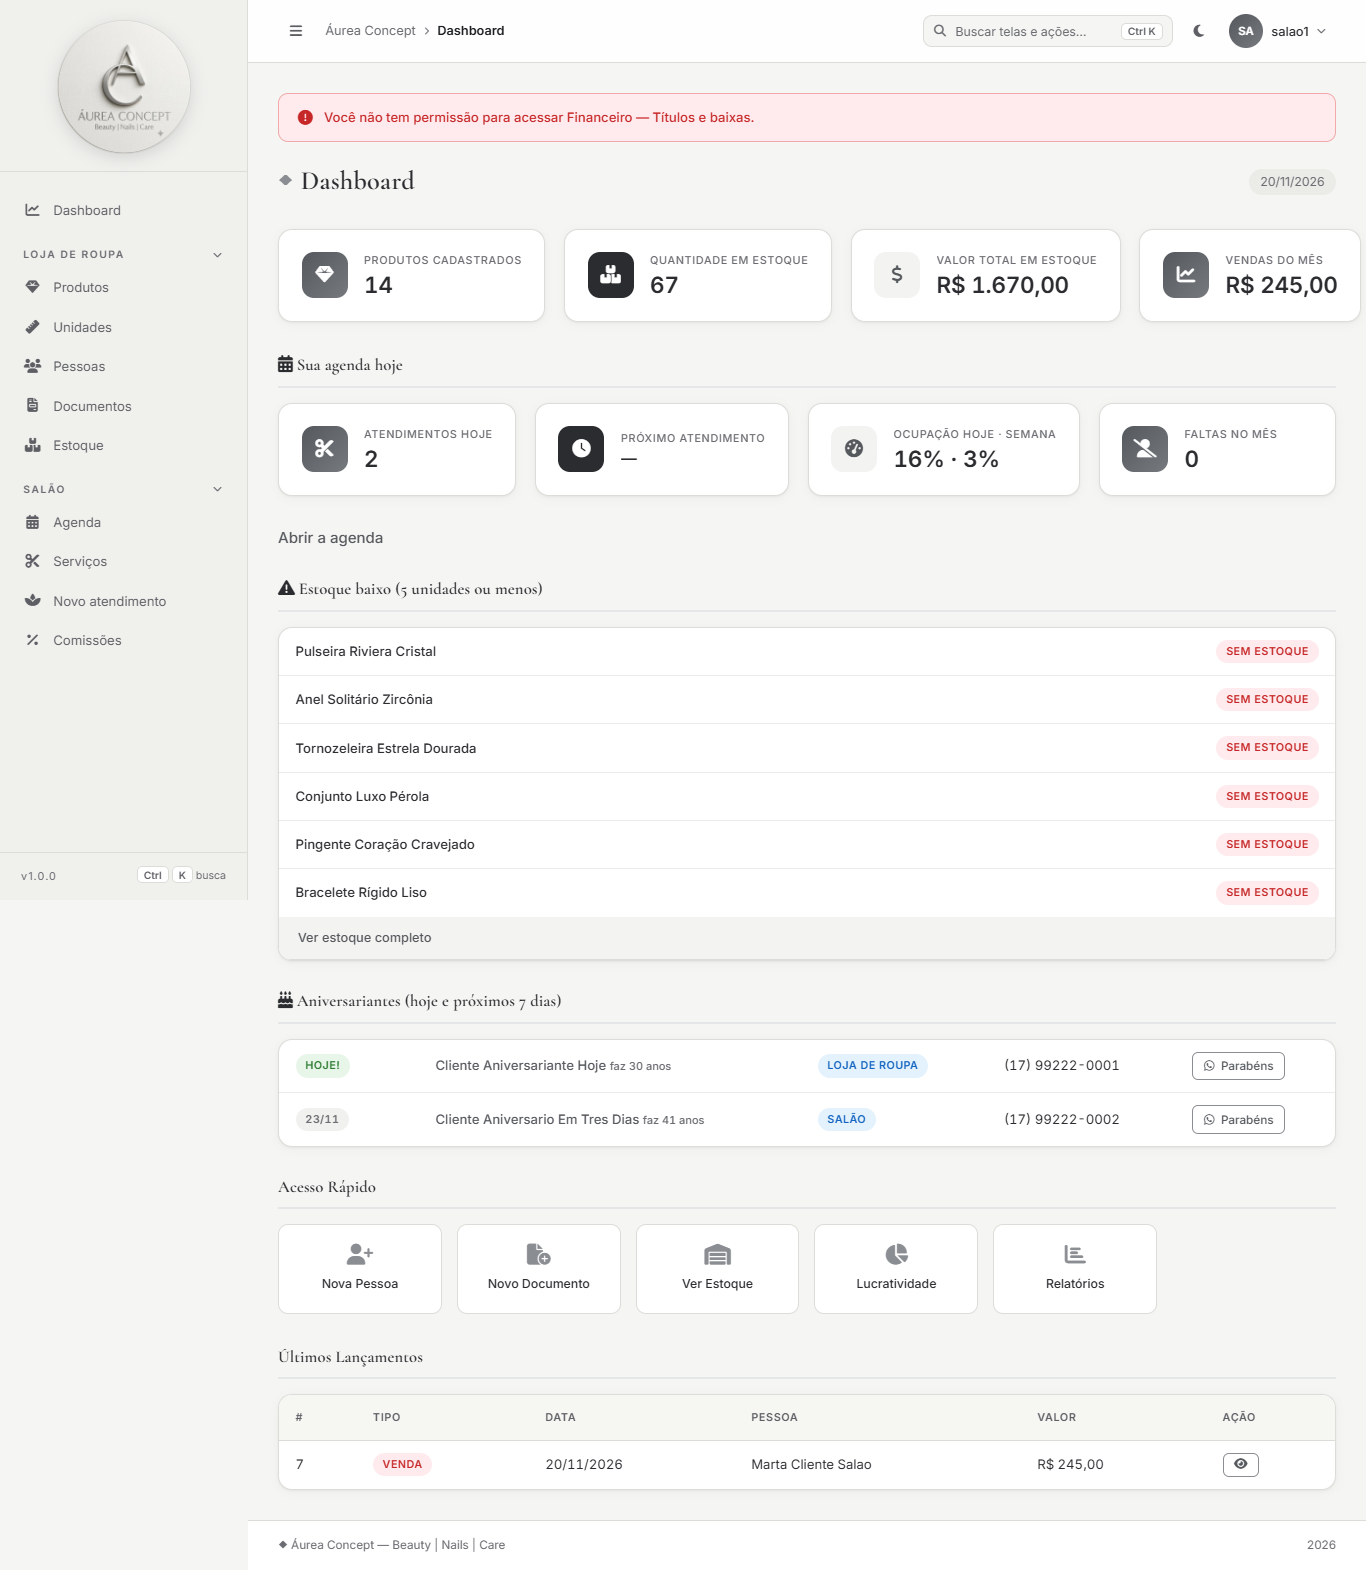 ÁUREA CONCEPT
Beauty | Nails | Care
Dashboard
LOJA DE ROUPA
Produtos
Unidades
Pessoas
Documentos
Estoque
SALÃO
Agenda
Serviços
Novo atendimento
Comissões
v1.0.0 Ctrl K busca
Áurea Concept › Dashboard
Buscar telas e ações... Ctrl K
SA salao1
Você não tem permissão para acessar Financeiro — Títulos e baixas.
Dashboard
20/11/2026
PRODUTOS CADASTRADOS
14
QUANTIDADE EM ESTOQUE
67
VALOR TOTAL EM ESTOQUE
R$ 1.670,00
VENDAS DO MÊS
R$ 245,00
Sua agenda hoje
ATENDIMENTOS HOJE
2
PRÓXIMO ATENDIMENTO
—
OCUPAÇÃO HOJE · SEMANA
16% · 3%
FALTAS NO MÊS
0
Abrir a agenda
Estoque baixo (5 unidades ou menos)
Pulseira Riviera Cristal SEM ESTOQUE
Anel Solitário Zircônia SEM ESTOQUE
Tornozeleira Estrela Dourada SEM ESTOQUE
Conjunto Luxo Pérola SEM ESTOQUE
Pingente Coração Cravejado SEM ESTOQUE
Bracelete Rígido Liso SEM ESTOQUE
Ver estoque completo
Aniversariantes (hoje e próximos 7 dias)
HOJE! Cliente Aniversariante Hoje faz 30 anos LOJA DE ROUPA (17) 99222-0001 Parabéns
23/11 Cliente Aniversario Em Tres Dias faz 41 anos SALÃO (17) 99222-0002 Parabéns
Acesso Rápido
Nova Pessoa
Novo Documento
Ver Estoque
Lucratividade
Relatórios
Últimos Lançamentos
# TIPO DATA PESSOA VALOR AÇÃO
7 VENDA 20/11/2026 Marta Cliente Salao R$ 245,00
Áurea Concept — Beauty | Nails | Care
2026